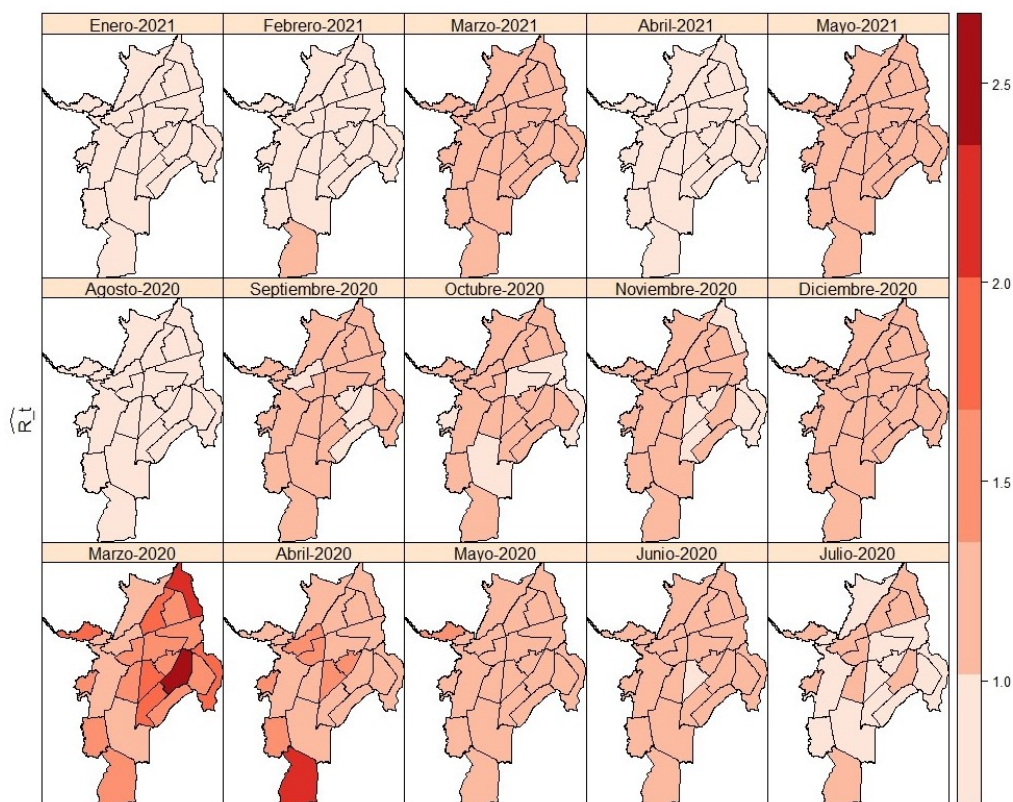 Enero-2021
Febrero-2021
Marzo-2021
Abril-2021
Mayo-2021
Agosto-2020
Septiembre-2020
Octubre-2020
Noviembre-2020
Diciembre-2020
Marzo-2020
Abril-2020
Mayo-2020
Junio-2020
Julio-2020
R_t
2.5
2.0
1.5
1.0